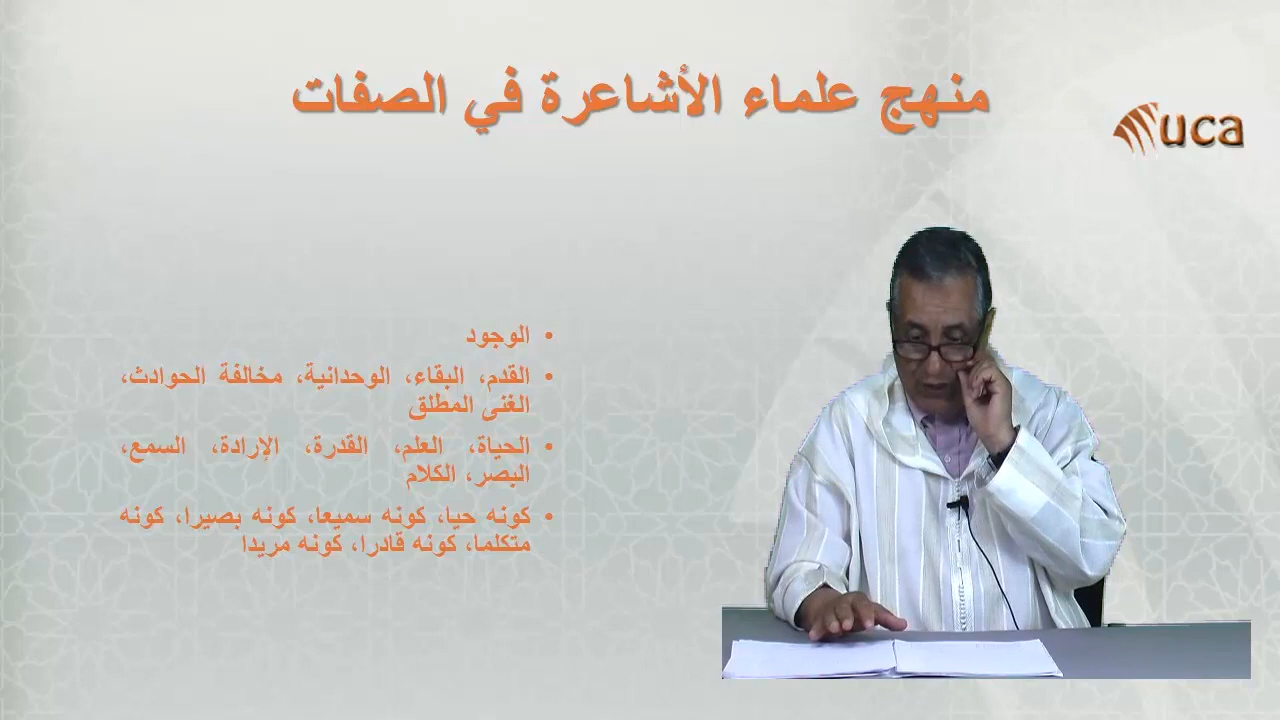 منهج علماء الأشاعرة في الصفات
uca
• الوجود
• القدم، البقاء، الوحدانية، مخالفة الحوادث،
الغنى المطلق
• الحياة، العلم، القدرة، الإرادة، السمع،
البصر، الكلام
• كونه حيا، كونه سميعا، كونه بصيرا، كونه
متكلما، كونه قادرا، كونه مريدا